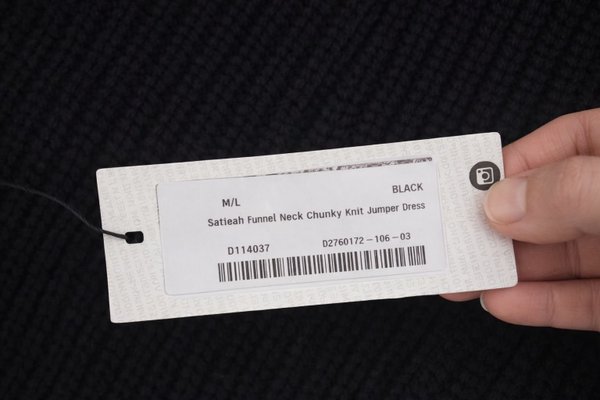 M/L BLACK
Satieah Funnel Neck Chunky Knit Jumper Dress
D114037 D2760172-106-03